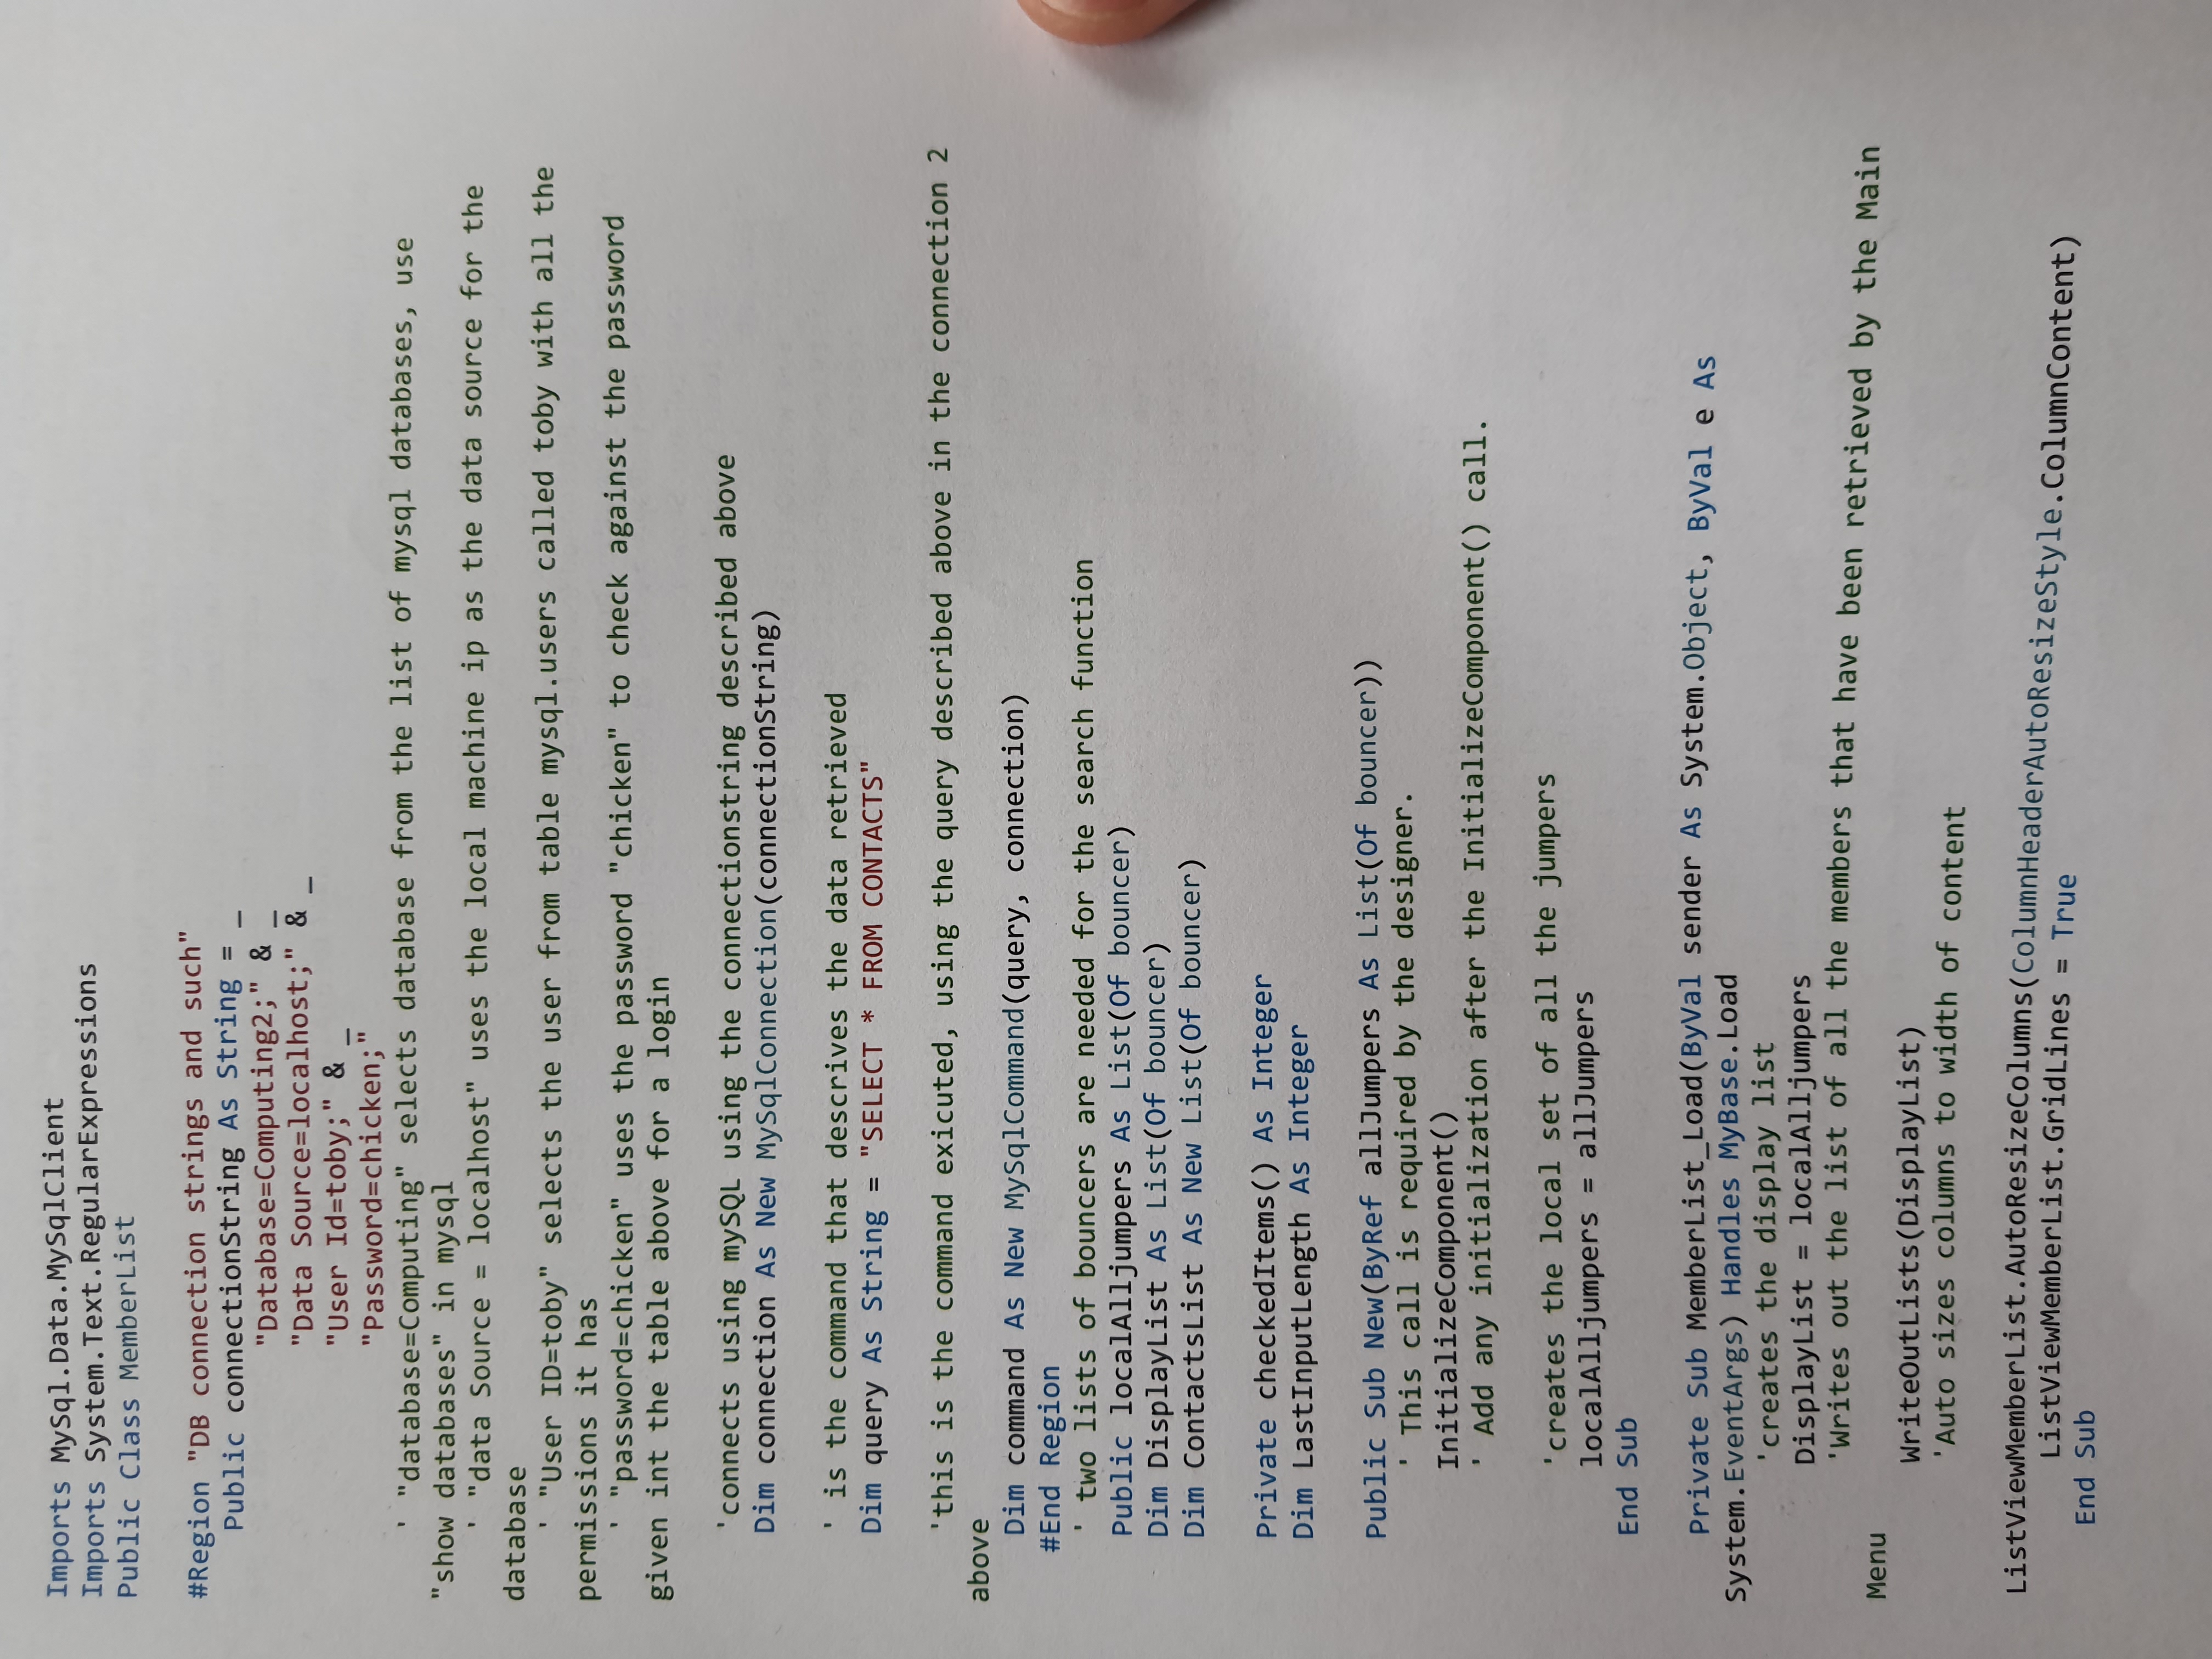 Imports MySql.Data.MySqlClient
Imports System.Text.RegularExpressions
Public Class MemberList
#Region "DB connection strings and such"
Public connectionString As String = _
"Database=Computing2;" & _
"Data Source=localhost;" & _
"User Id=toby;" & _
"Password=chicken;"
' "database=Computing" selects database from the list of mysql databases, use
"show databases" in mysql
' "data Source = localhost" uses the local machine ip as the data source for the
database
' "User ID=toby" selects the user from table mysql.users called toby with all the
permissions it has
' "password=chicken" uses the password "chicken" to check against the password
given int the table above for a login
'connects using mySQL using the connectionstring described above
Dim connection As New MySqlConnection(connectionString)
' is the command that descrives the data retrieved
Dim query As String = "SELECT * FROM CONTACTS"
'this is the command exicuted, using the query described above in the connection 2
above
Dim command As New MySqlCommand(query, connection)
#End Region
' two lists of bouncers are needed for the search function
Public localAlljumpers As List(Of bouncer)
Dim DisplayList As List(Of bouncer)
Dim ContactsList As New List(Of bouncer)
Private checkedItems() As Integer
Dim LastInputLength As Integer
Public Sub New(ByRef allJumpers As List(Of bouncer))
' This call is required by the designer.
InitializeComponent()
' Add any initialization after the InitializeComponent() call.
'creates the local set of all the jumpers
localAlljumpers = allJumpers
End Sub
Private Sub MemberList_Load(ByVal sender As System.Object, ByVal e As
System.EventArgs) Handles MyBase.Load
'creates the display list
DisplayList = localAlljumpers
'Writes out the list of all the members that have been retrieved by the Main
Menu
WriteOutLists(DisplayList)
'Auto sizes columns to width of content
ListViewMemberList.AutoResizeColumns(ColumnHeaderAutoResizeStyle.ColumnContent)
ListViewMemberList.GridLines = True
End Sub